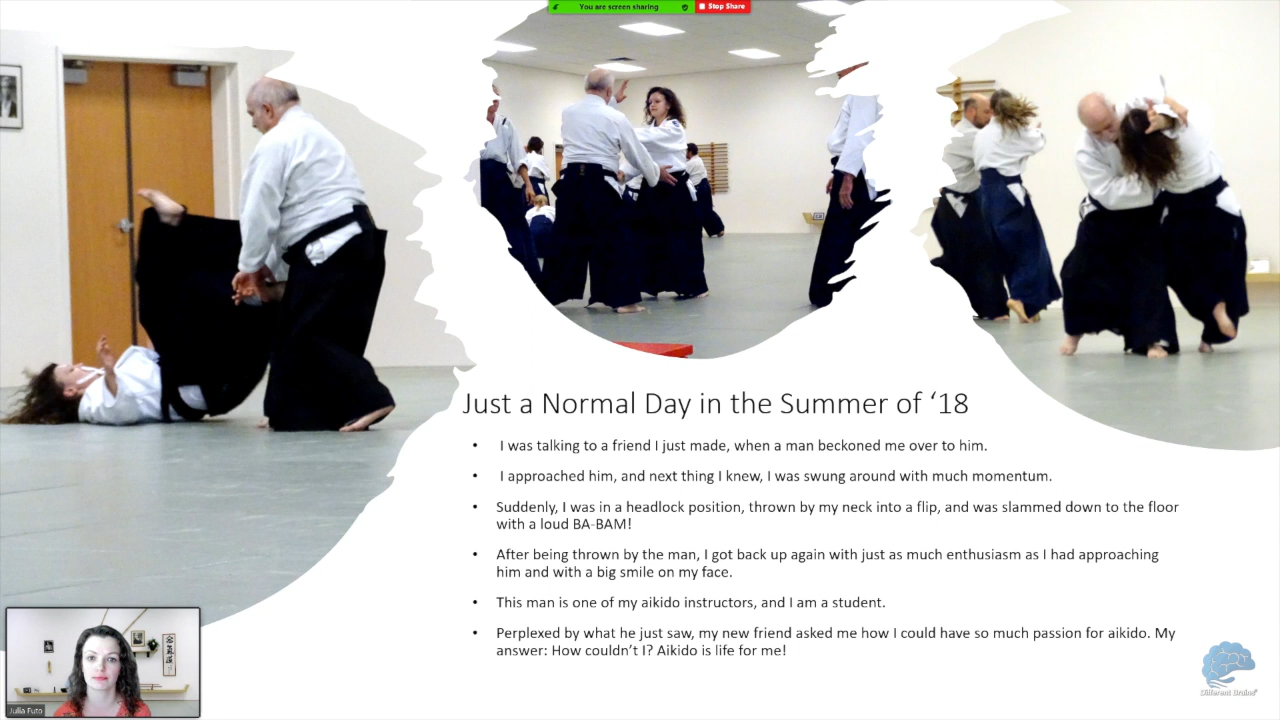 You are screen sharing
Stop Share
Just a Normal Day in the Summer of ‘18
• I was talking to a friend I just made, when a man beckoned me over to him.
• I approached him, and next thing I knew, I was swung around with much momentum.
• Suddenly, I was in a headlock position, thrown by my neck into a flip, and was slammed down to the floor
with a loud BA-BAM!
• After being thrown by the man, I got back up again with just as much enthusiasm as I had approaching
him and with a big smile on my face.
• This man is one of my aikido instructors, and I am a student.
• Perplexed by what he just saw, my new friend asked me how I could have so much passion for aikido. My
answer: How couldn’t I? Aikido is life for me!
Julia Futo
Different Brains®